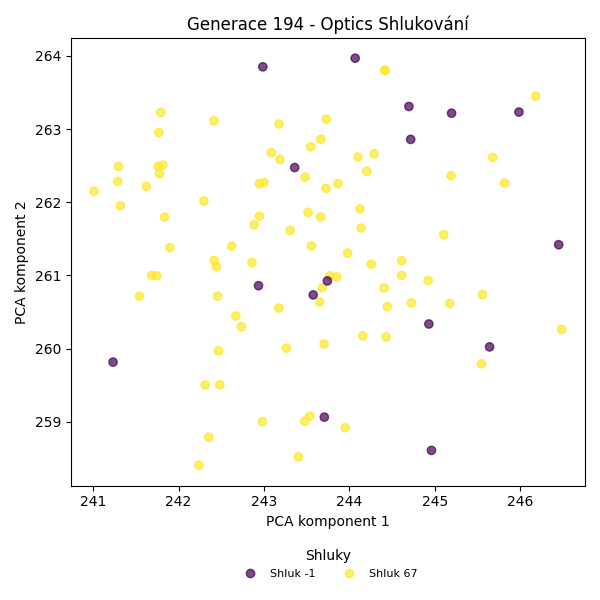 Generace 194 - Optics Shlukování
264
263
262
261
260
259
PCA komponent 2
241 242 243 244 245 246
PCA komponent 1
Shluky
Shluk -1 Shluk 67